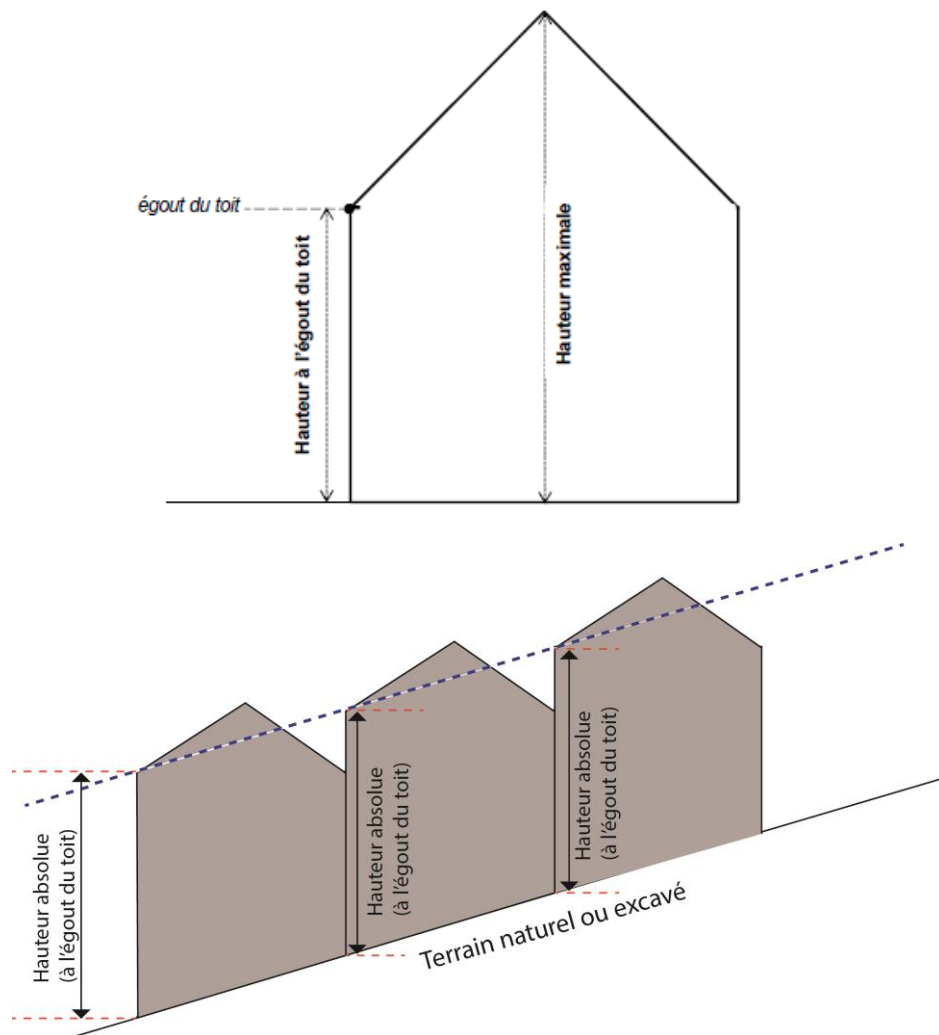 égout du toit
Hauteur à l'égout du toit
Hauteur maximale
Hauteur absolue
(à l'égout du toit)
Hauteur absolue
(à l'égout du toit)
Hauteur absolue
(à l'égout du toit)
Terrain naturel ou excavé